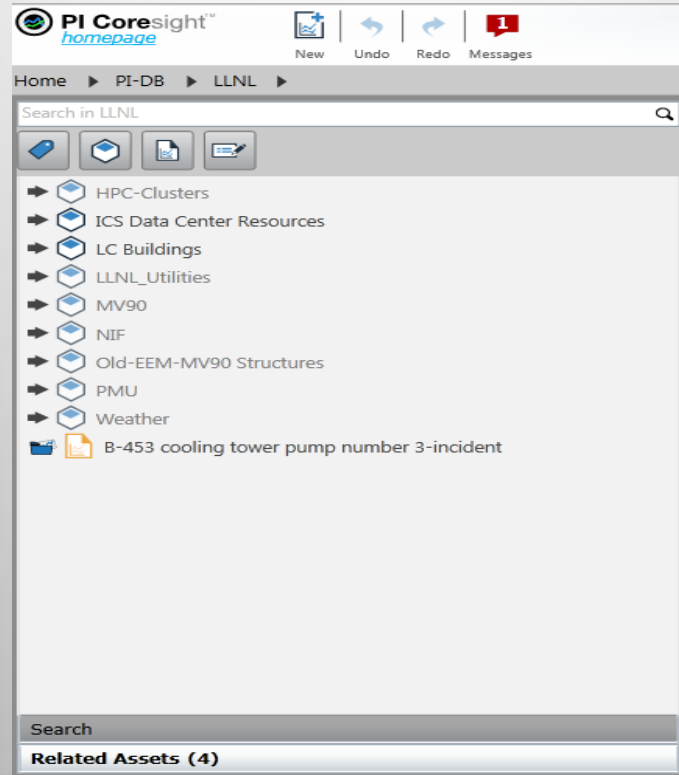 PI Coresight™
homepage
1
New Undo Redo Messages
Home PI-DB LLNL
Search in LLNL
HPC-Clusters
ICS Data Center Resources
LC Buildings
LLNL_Utilities
MV90
NIF
Old-EEM-MV90 Structures
PMU
Weather
B-453 cooling tower pump number 3-incident
Search
Related Assets (4)